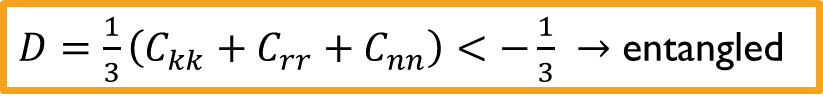 D = 1/3 (C_kk + C_rr + C_nn) < −1/3 → entangled